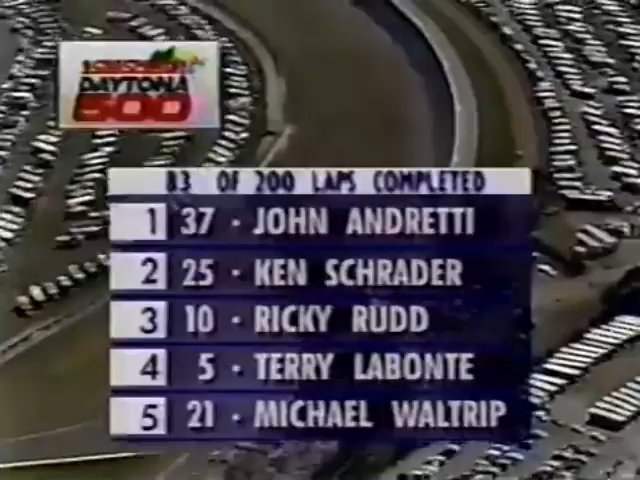 DAYTONA
500
83 OF 200 LAPS COMPLETED
1 37 - JOHN ANDRETTI
2 25 - KEN SCHRADER
3 10 - RICKY RUDD
4 5 - TERRY LABONTE
5 21 - MICHAEL WALTRIP